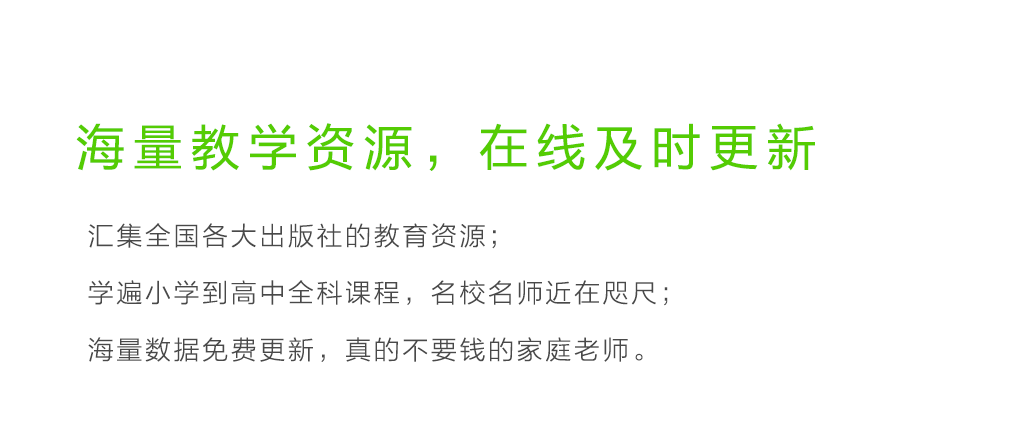 海量教学资源，在线及时更新
汇集全国各大出版社的教育资源；
学遍小学到高中全科课程，名校名师近在咫尺；
海量数据免费更新，真的不要钱的家庭老师。